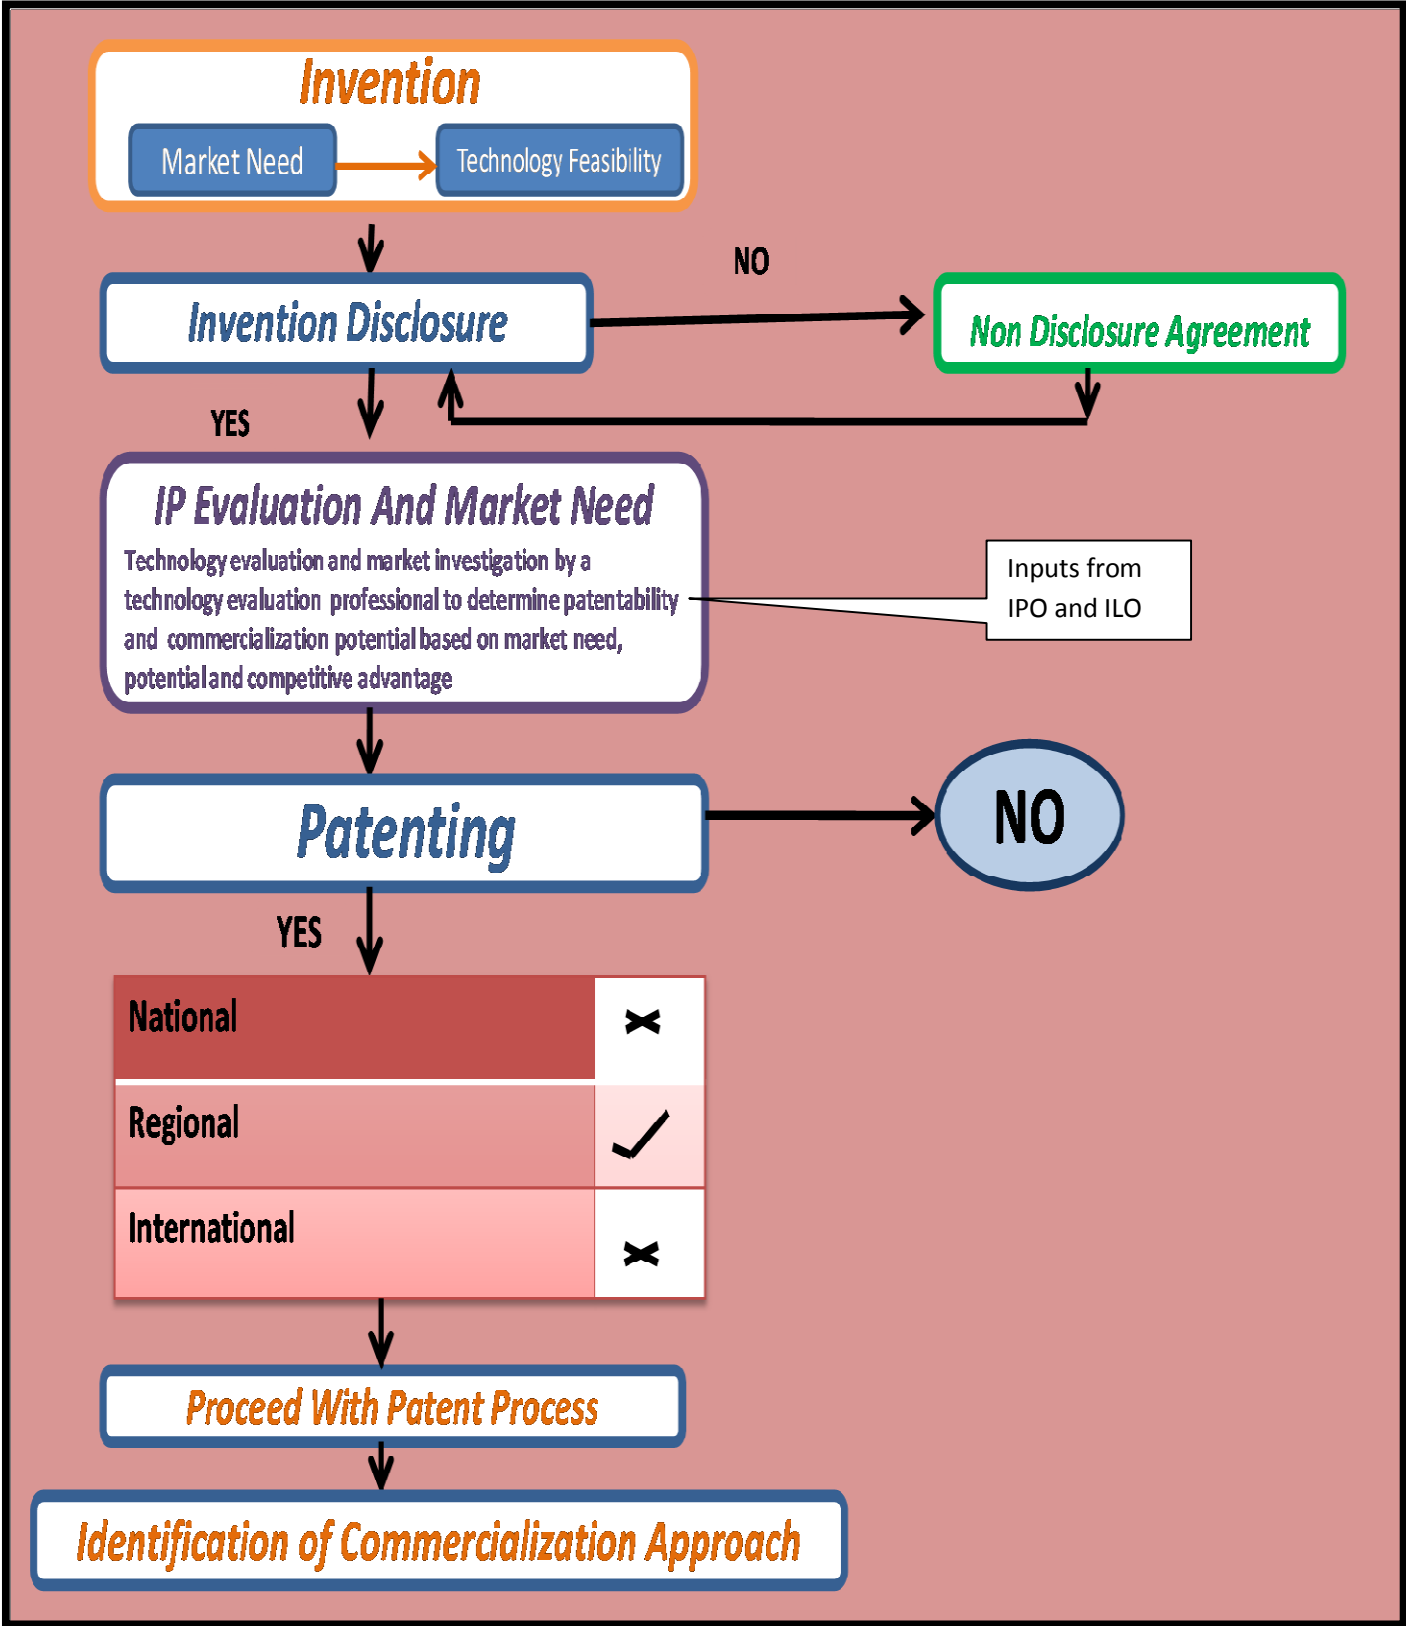 Invention
Market Need
Technology Feasibility
NO
Invention Disclosure
Non Disclosure Agreement
YES
IP Evaluation And Market Need
Technology evaluation and market investigation by a
technology evaluation professional to determine patentability
and commercialization potential based on market need,
potential and competitive advantage
Inputs from
IPO and ILO
Patenting
NO
YES
National
Regional
International
Proceed With Patent Process
Identification of Commercialization Approach